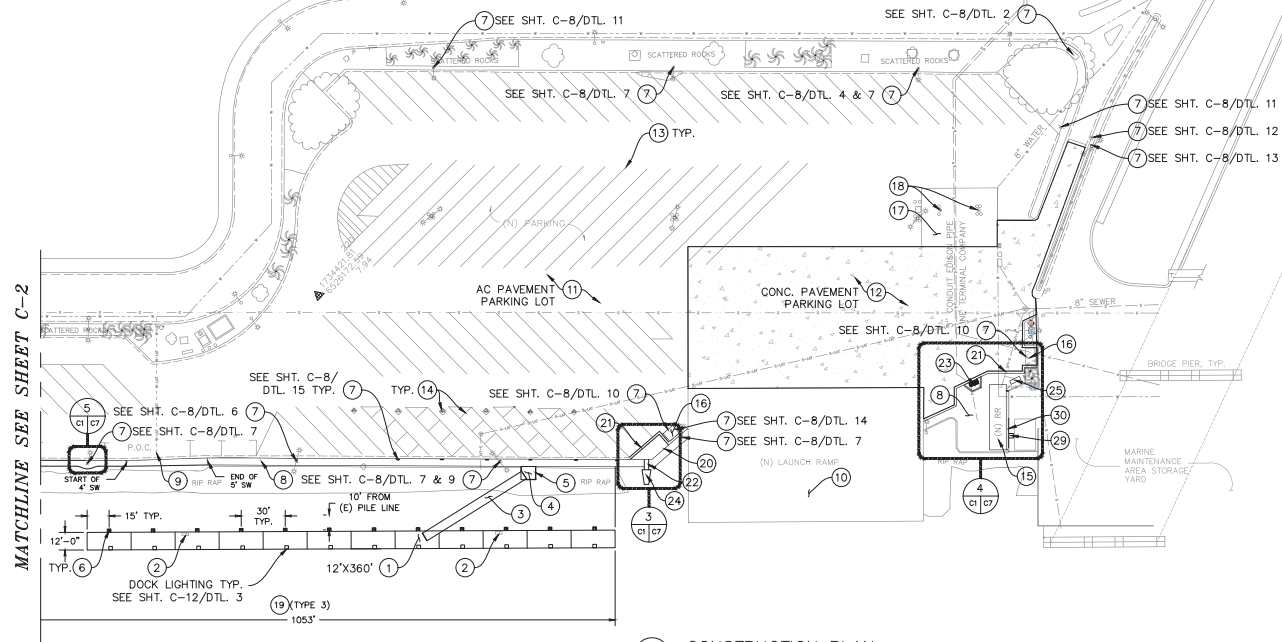 7 SEE SHT. C-8/DTL. 11
SEE SHT. C-8/DTL. 2 7
SCATTERED ROCKS
SCATTERED ROCKS
SCATTERED ROCKS
SEE SHT. C-8/DTL. 7 7
SEE SHT. C-8/DTL. 4 & 7 7
7 SEE SHT. C-8/DTL. 11
7 SEE SHT. C-8/DTL. 12
7 SEE SHT. C-8/DTL. 13
8" WATER
13 TYP.
18
17
(N) PARKING
7.94
AC PAVEMENT 11
PARKING LOT
CONC. PAVEMENT 12
PARKING LOT
CONDUIT EDISON PIPE
LINE TERMINAL COMPANY
8" SEWER
MATCHLINE SEE SHEET C-2
SCATTERED ROCKS
SEE SHT. C-8/DTL. 10 7
16
21
23
8
25
30
29
15
(N) RR
RIP RAP
4
C1 C7
BRIDGE PIER, TYP.
MARINE
MAINTENANCE
AREA STORAGE
YARD
SEE SHT. C-8/
DTL. 15 TYP. 7
TYP. 14
SEE SHT. C-8/DTL. 10 7
16
21
5
C1 C7
SEE SHT. C-8/DTL. 6 7
7 SEE SHT. C-8/DTL. 7
7 SEE SHT. C-8/DTL. 14
7 SEE SHT. C-8/DTL. 7
20
22
24
3
C1 C7
P.O.C.
START OF
4' SW
9
RIP RAP
END OF
5' SW
8
SEE SHT. C-8/DTL. 7 & 9 7
5
RIP RAP
4
3
(N) LAUNCH RAMP
10
15' TYP.
30'
TYP.
10' FROM
(E) PILE LINE
12'-0"
TYP. 6
2
12'X360' 1
2
DOCK LIGHTING TYP.
SEE SHT. C-12/DTL. 3
19 (TYPE 3)
1053'